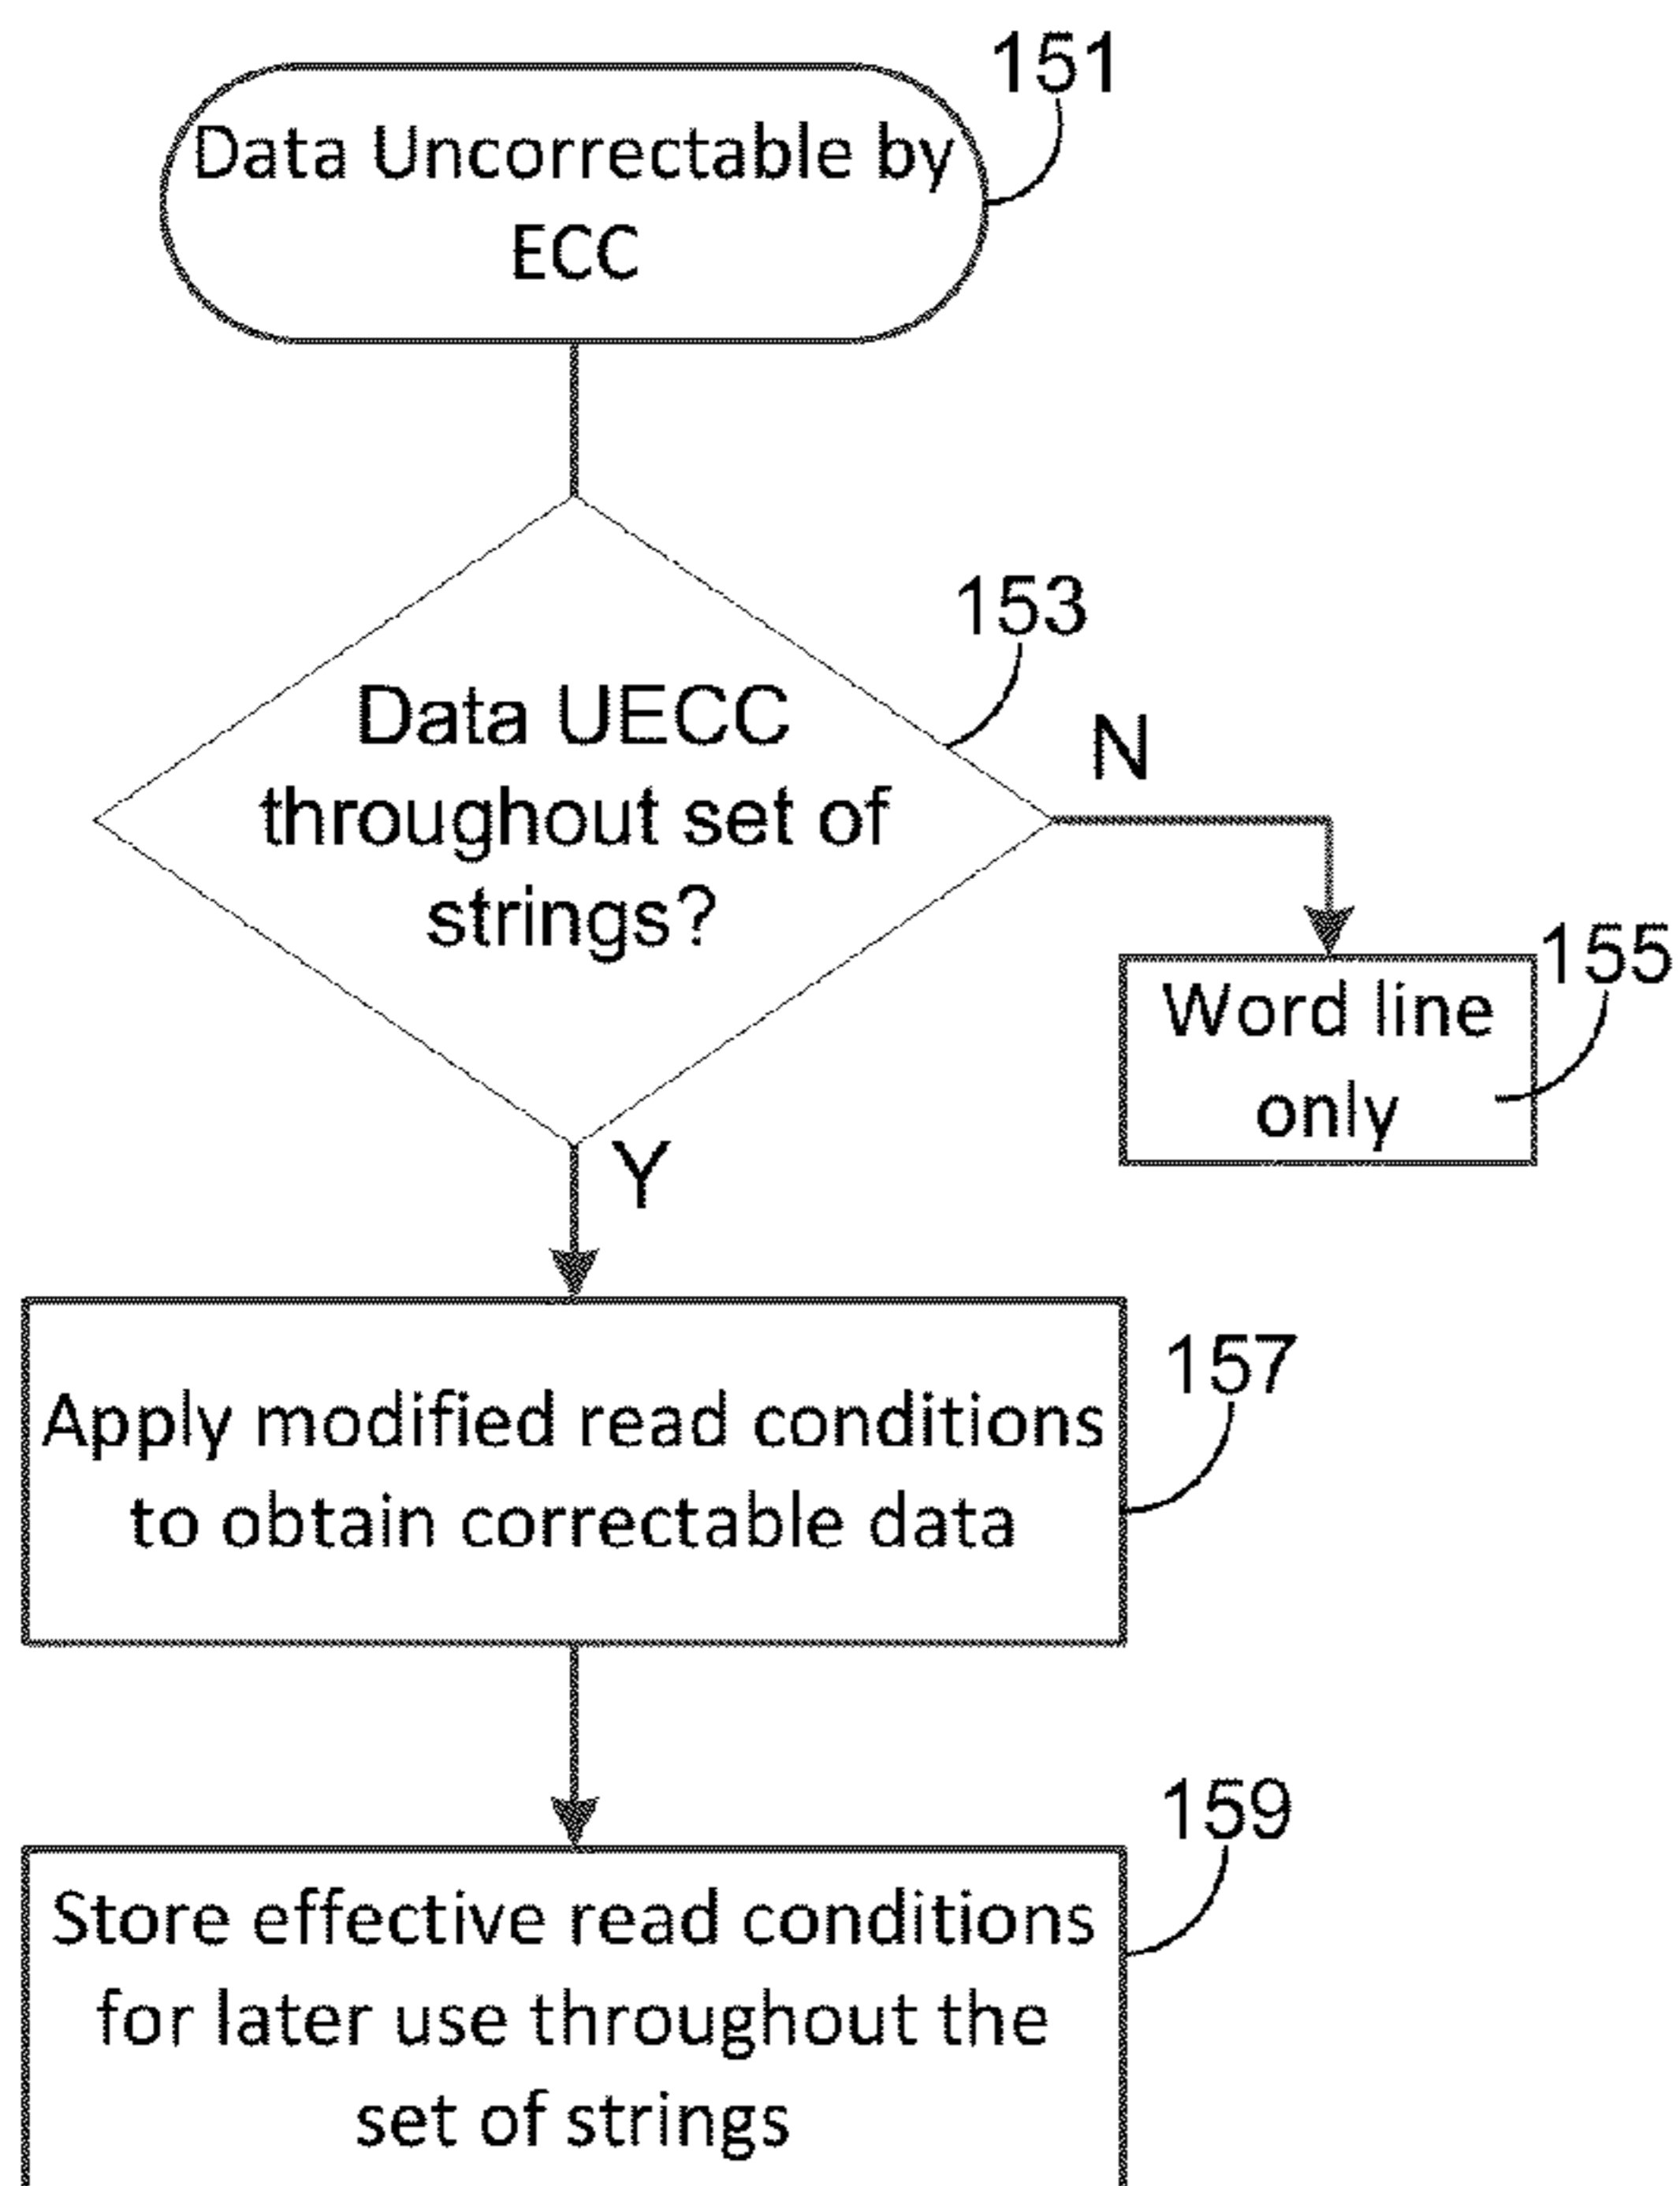 151
Data Uncorrectable by
ECC
153
Data UECC
throughout set of
strings?
N
155
Word line
only
Y
157
Apply modified read conditions
to obtain correctable data
159
Store effective read conditions
for later use throughout the
set of strings